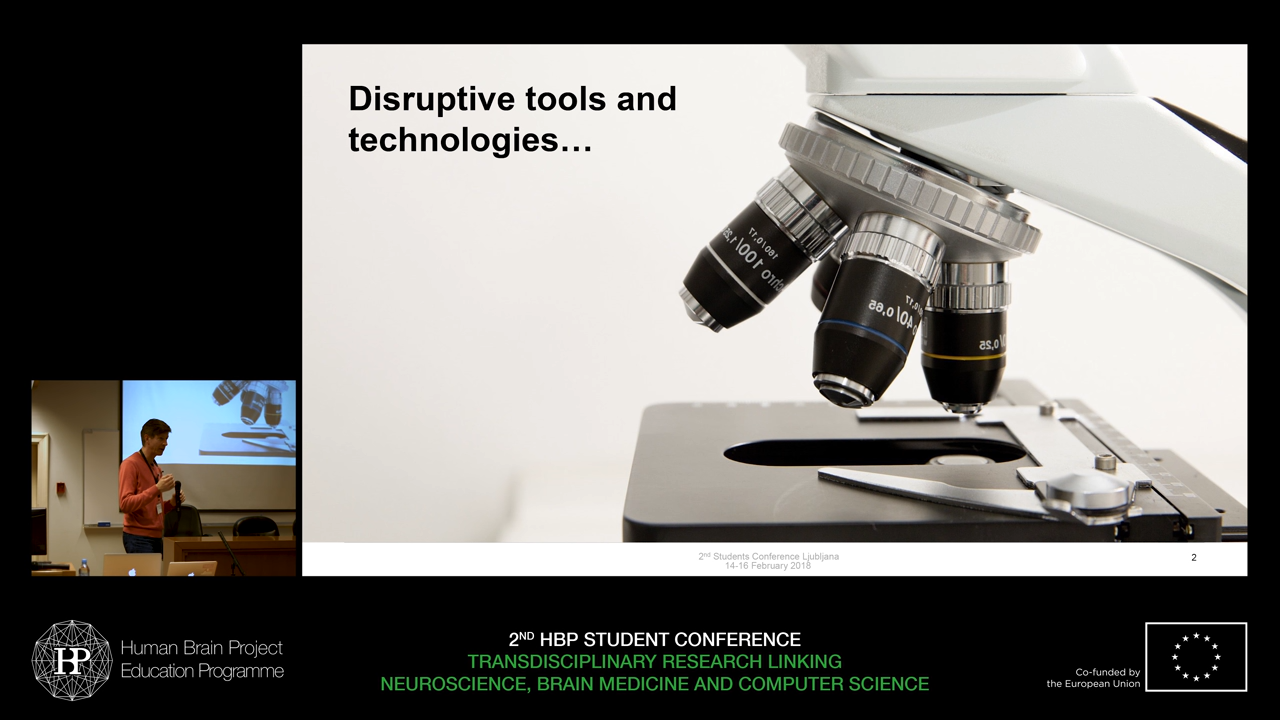 Disruptive tools and
technologies…
2nd Students Conference Ljubljana
14-16 February 2018
2
HBP
Human Brain Project
Education Programme
2ND HBP STUDENT CONFERENCE
TRANSDISCIPLINARY RESEARCH LINKING
NEUROSCIENCE, BRAIN MEDICINE AND COMPUTER SCIENCE
Co-funded by
the European Union